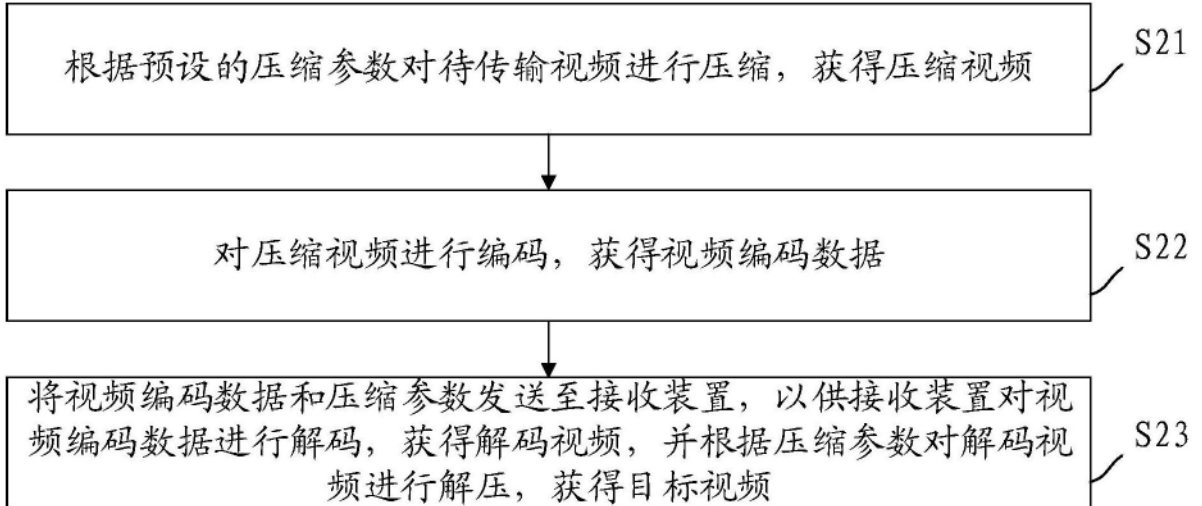 根据预设的压缩参数对待传输视频进行压缩，获得压缩视频
S21
对压缩视频进行编码，获得视频编码数据
S22
将视频编码数据和压缩参数发送至接收装置，以供接收装置对视
频编码数据进行解码，获得解码视频，并根据压缩参数对解码视
频进行解压，获得目标视频
S23